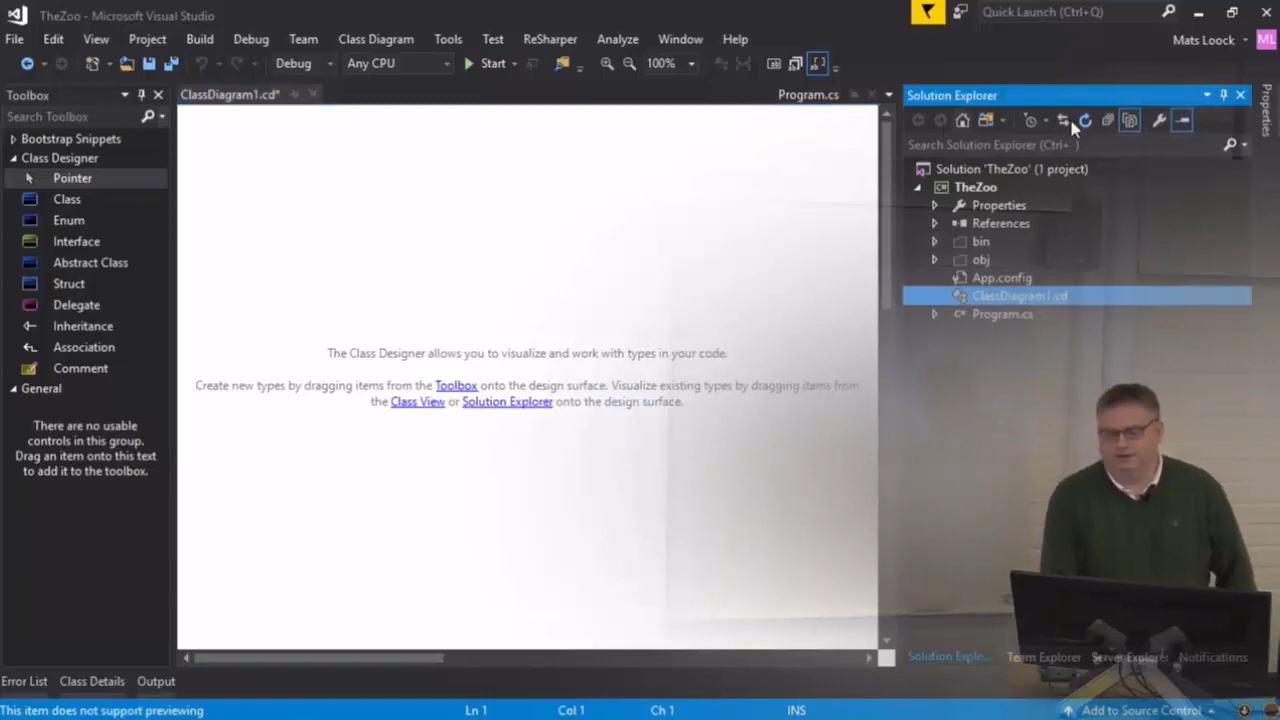 TheZoo - Microsoft Visual Studio
Quick Launch (Ctrl+Q)
File Edit View Project Build Debug Team Class Diagram Tools Test ReSharper Analyze Window Help
Mats Loock ML
Debug Any CPU Start 100%
Toolbox
ClassDiagram1.cd*
Program.cs
Solution Explorer
Properties
Search Toolbox
Search Solution Explorer (Ctrl+ )
Bootstrap Snippets
Class Designer
Pointer
Class
Enum
Interface
Abstract Class
Struct
Delegate
Inheritance
Association
Comment
General
There are no usable
controls in this group.
Drag an item onto this text
to add it to the toolbox.
The Class Designer allows you to visualize and work with types in your code.
Create new types by dragging items from the Toolbox onto the design surface. Visualize existing types by dragging items from
the Class View or Solution Explorer onto the design surface.
Solution 'TheZoo' (1 project)
C# TheZoo
Properties
References
bin
obj
App.config
ClassDiagram1.cd
C# Program.cs
Solution Explo... Team Explorer Server Explorer Notifications
Error List Class Details Output
This item does not support previewing
Ln 1 Col 1 Ch 1 INS
Add to Source Control